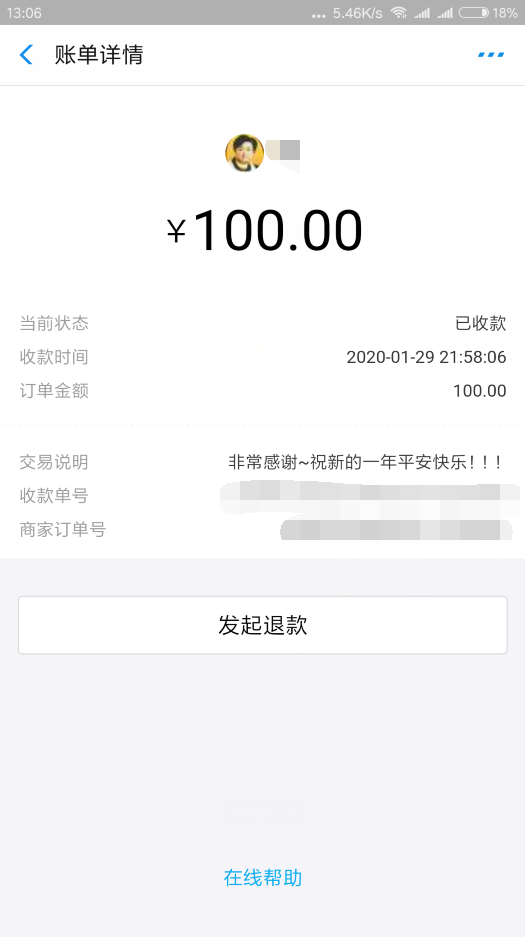 13:06 ... 5.46K/s 18%
账单详情
¥100.00
当前状态 已收款
收款时间 2020-01-29 21:58:06
订单金额 100.00
交易说明 非常感谢~祝新的一年平安快乐！！！
收款单号
商家订单号
发起退款
在线帮助